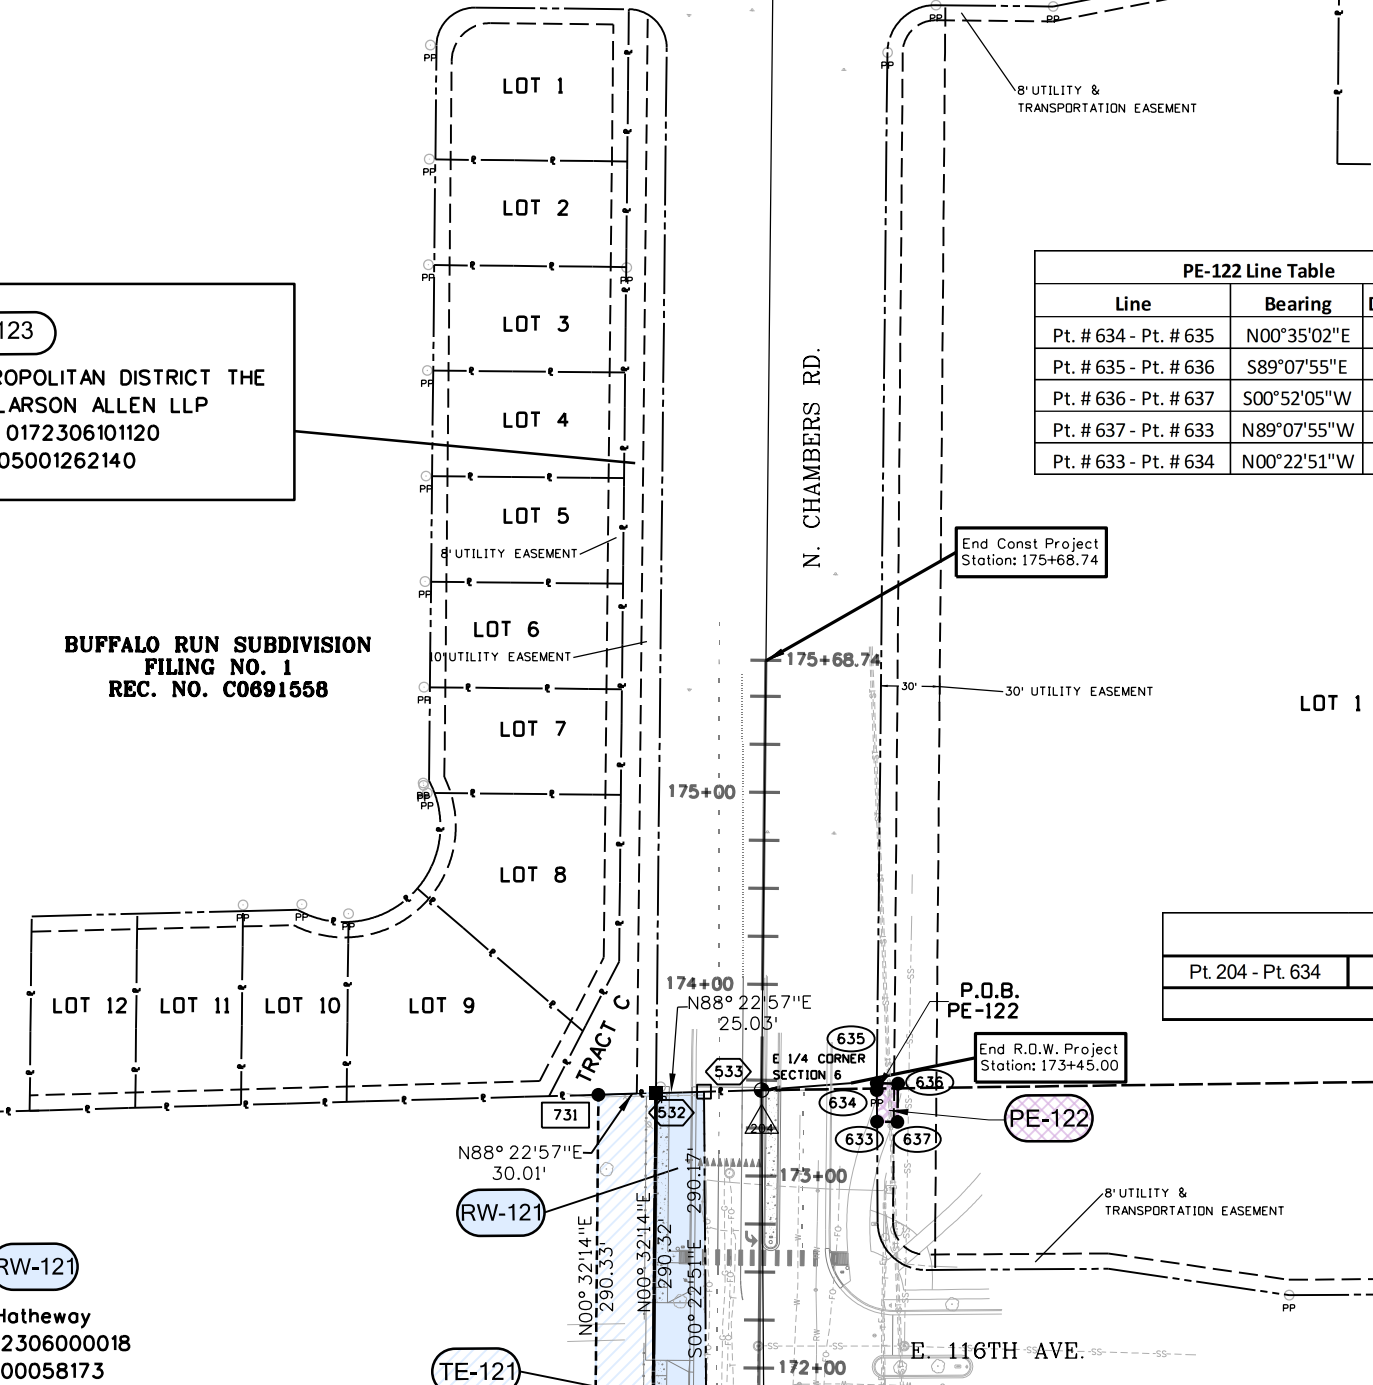 PP
PP
PP
8' UTILITY &
TRANSPORTATION EASEMENT
LOT 1
LOT 2
LOT 3
LOT 4
LOT 5
8' UTILITY EASEMENT
LOT 6
10' UTILITY EASEMENT
LOT 7
LOT 8
LOT 12
LOT 11
LOT 10
LOT 9
TRACT C
123
ROPOLITAN DISTRICT THE
LARSON ALLEN LLP
0172306101120
05001262140
BUFFALO RUN SUBDIVISION
FILING NO. 1
REC. NO. C0691558
N. CHAMBERS RD.
PE-122 Line Table
Line Bearing D
Pt. # 634 - Pt. # 635 N00°35'02"E
Pt. # 635 - Pt. # 636 S89°07'55"E
Pt. # 636 - Pt. # 637 S00°52'05"W
Pt. # 637 - Pt. # 633 N89°07'55"W
Pt. # 633 - Pt. # 634 N00°22'51"W
End Const Project
Station: 175+68.74
175+68.74
30'
30' UTILITY EASEMENT
LOT 1
175+00
174+00
N88° 22'57"E
25.03'
P.O.B.
PE-122
Pt. 204 - Pt. 634
End R.O.W. Project
Station: 173+45.00
E 1/4 CORNER
SECTION 6
635
533
636
634
PP
532
731
204
633
637
PE-122
N88° 22'57"E
30.01'
RW-121
173+00
8' UTILITY &
TRANSPORTATION EASEMENT
N00° 32'14"E
290.33'
N00° 32'14"E
290.32'
S00° 22'51"E 290.17'
RW-121
Hatheway
2306000018
00058173
PP
E. 116TH AVE.
TE-121
172+00